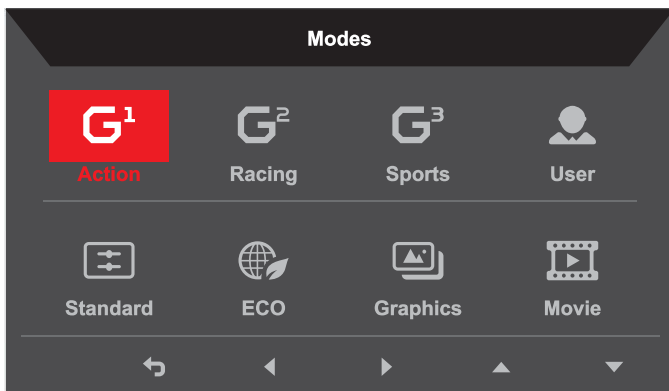 Modes
G1 G2 G3
Action Racing Sports User
Standard ECO Graphics Movie